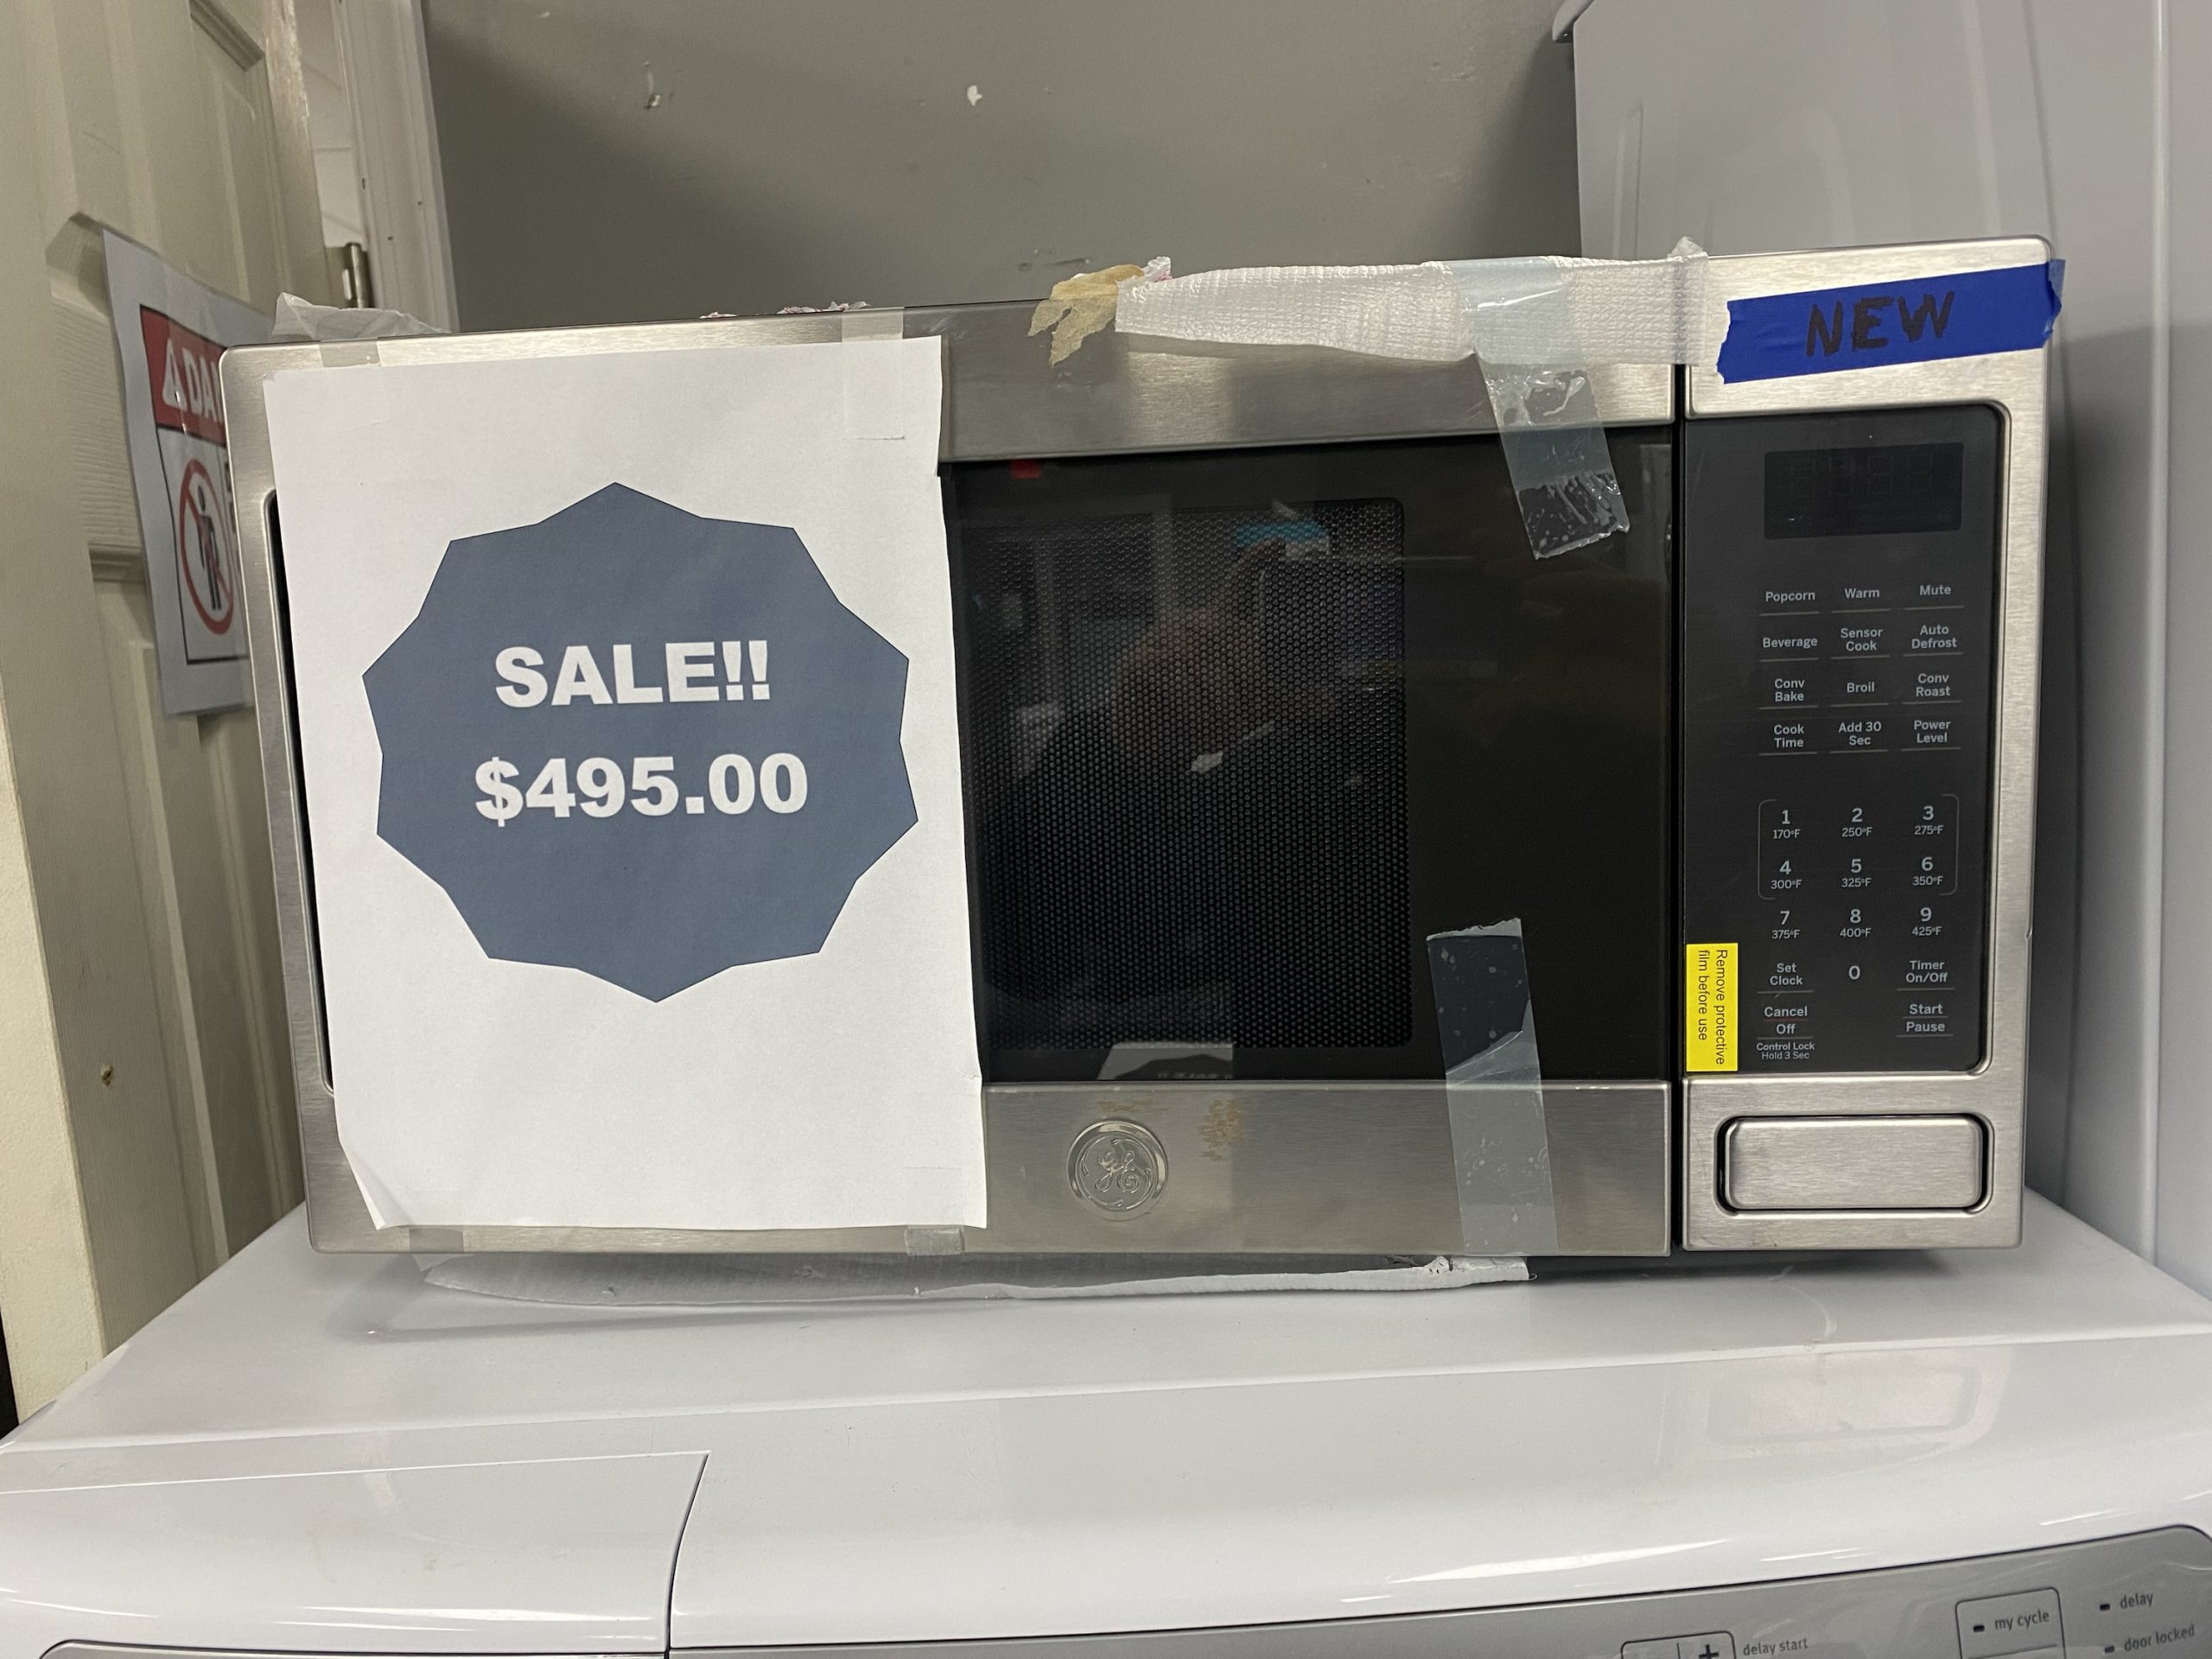 NEW
DA
SALE!!
$495.00
Popcorn Warm Mute
Beverage Sensor Cook Auto Defrost
Conv Bake Broil Conv Roast
Cook Time Add 30 Sec Power Level
1 2 3
170°F 250°F 275°F
4 5 6
300°F 325°F 350°F
7 8 9
375°F 400°F 425°F
Set Clock 0 Timer On/Off
Cancel Start
Off Pause
Control Lock
Hold 3 Sec
Remove protective
film before use
GE
my cycle
delay
delay start
door locked